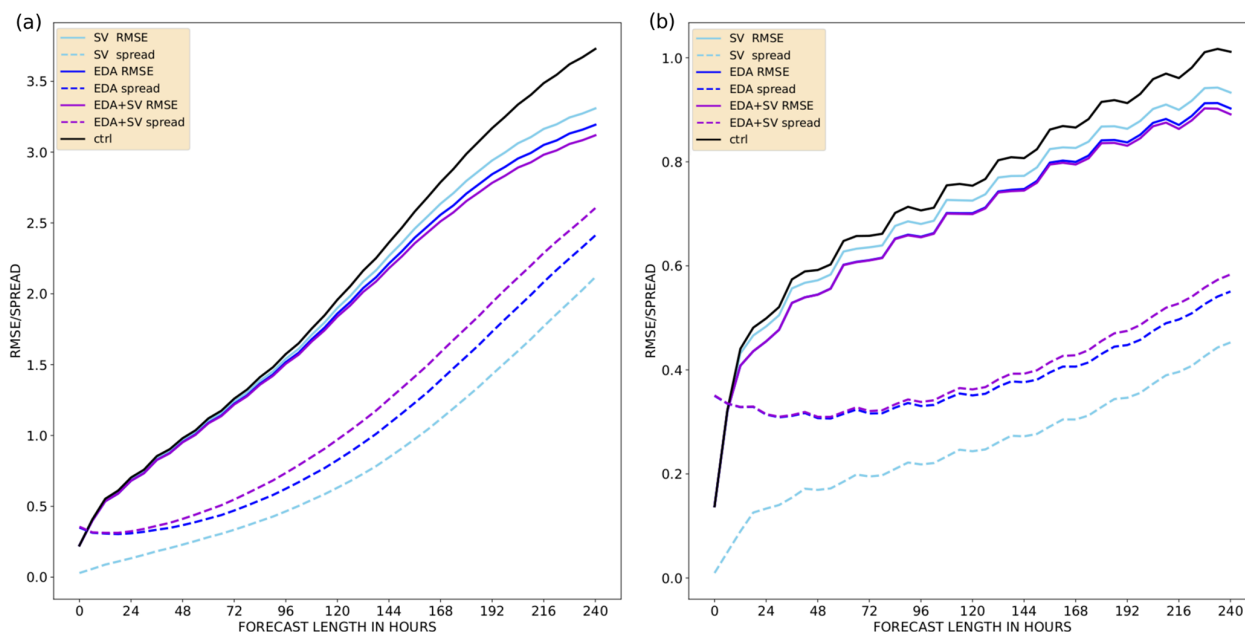 (a)
SV RMSE
SV spread
EDA RMSE
EDA spread
EDA+SV RMSE
EDA+SV spread
ctrl
RMSE/SPREAD
3.5
3.0
2.5
2.0
1.5
1.0
0.5
0.0
0 24 48 72 96 120 144 168 192 216 240
FORECAST LENGTH IN HOURS
(b)
SV RMSE
SV spread
EDA RMSE
EDA spread
EDA+SV RMSE
EDA+SV spread
ctrl
RMSE/SPREAD
1.0
0.8
0.6
0.4
0.2
0.0
0 24 48 72 96 120 144 168 192 216 240
FORECAST LENGTH IN HOURS